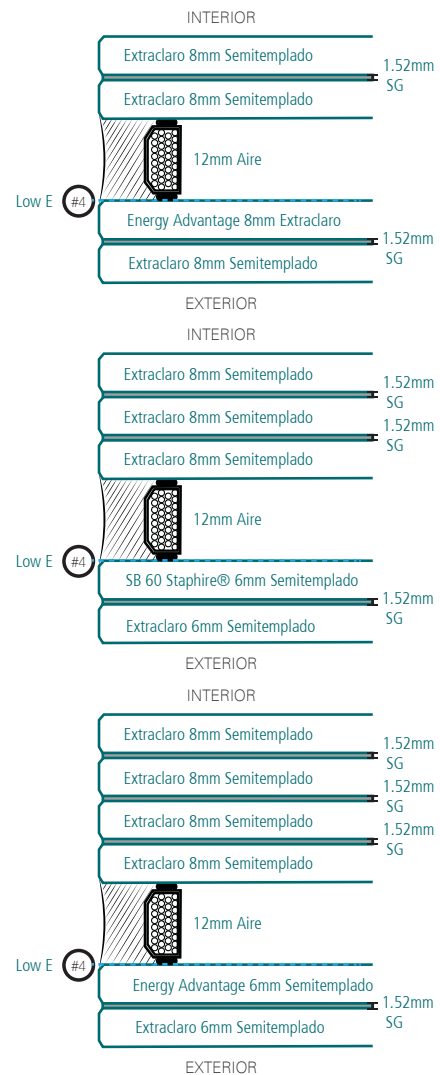 INTERIOR
Extraclaro 8mm Semitemplado
1.52mm
SG
Extraclaro 8mm Semitemplado
12mm Aire
Low E #4
Energy Advantage 8mm Extraclaro
1.52mm
SG
Extraclaro 8mm Semitemplado
EXTERIOR
INTERIOR
Extraclaro 8mm Semitemplado
1.52mm
SG
Extraclaro 8mm Semitemplado
1.52mm
SG
Extraclaro 8mm Semitemplado
12mm Aire
Low E #4
SB 60 Staphire® 6mm Semitemplado
1.52mm
SG
Extraclaro 6mm Semitemplado
EXTERIOR
INTERIOR
Extraclaro 8mm Semitemplado
1.52mm
SG
Extraclaro 8mm Semitemplado
1.52mm
SG
Extraclaro 8mm Semitemplado
1.52mm
SG
Extraclaro 8mm Semitemplado
12mm Aire
Low E #4
Energy Advantage 6mm Semitemplado
1.52mm
SG
Extraclaro 6mm Semitemplado
EXTERIOR